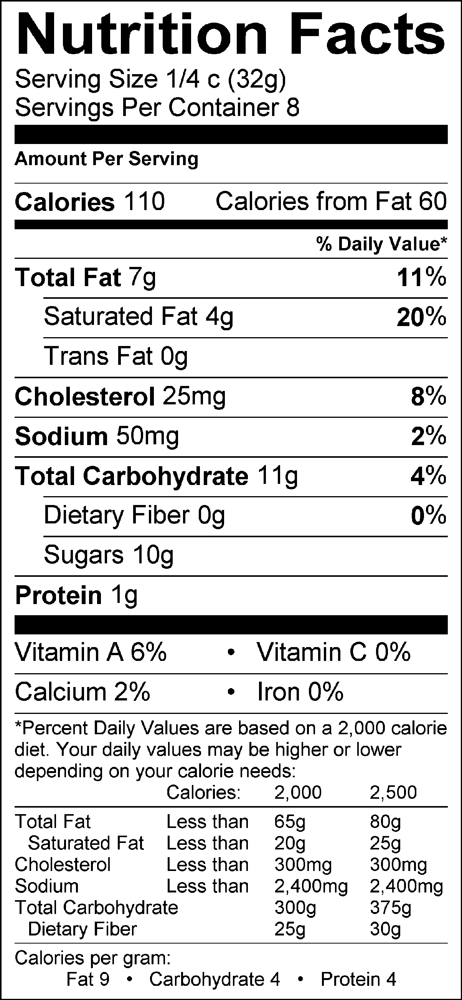 Nutrition Facts
Serving Size 1/4 c (32g)
Servings Per Container 8
Amount Per Serving
Calories 110 Calories from Fat 60
% Daily Value*
Total Fat 7g 11%
Saturated Fat 4g 20%
Trans Fat 0g
Cholesterol 25mg 8%
Sodium 50mg 2%
Total Carbohydrate 11g 4%
Dietary Fiber 0g 0%
Sugars 10g
Protein 1g
Vitamin A 6% • Vitamin C 0%
Calcium 2% • Iron 0%
*Percent Daily Values are based on a 2,000 calorie
diet. Your daily values may be higher or lower
depending on your calorie needs:
Calories: 2,000 2,500
Total Fat Less than 65g 80g
Saturated Fat Less than 20g 25g
Cholesterol Less than 300mg 300mg
Sodium Less than 2,400mg 2,400mg
Total Carbohydrate 300g 375g
Dietary Fiber 25g 30g
Calories per gram:
Fat 9 • Carbohydrate 4 • Protein 4